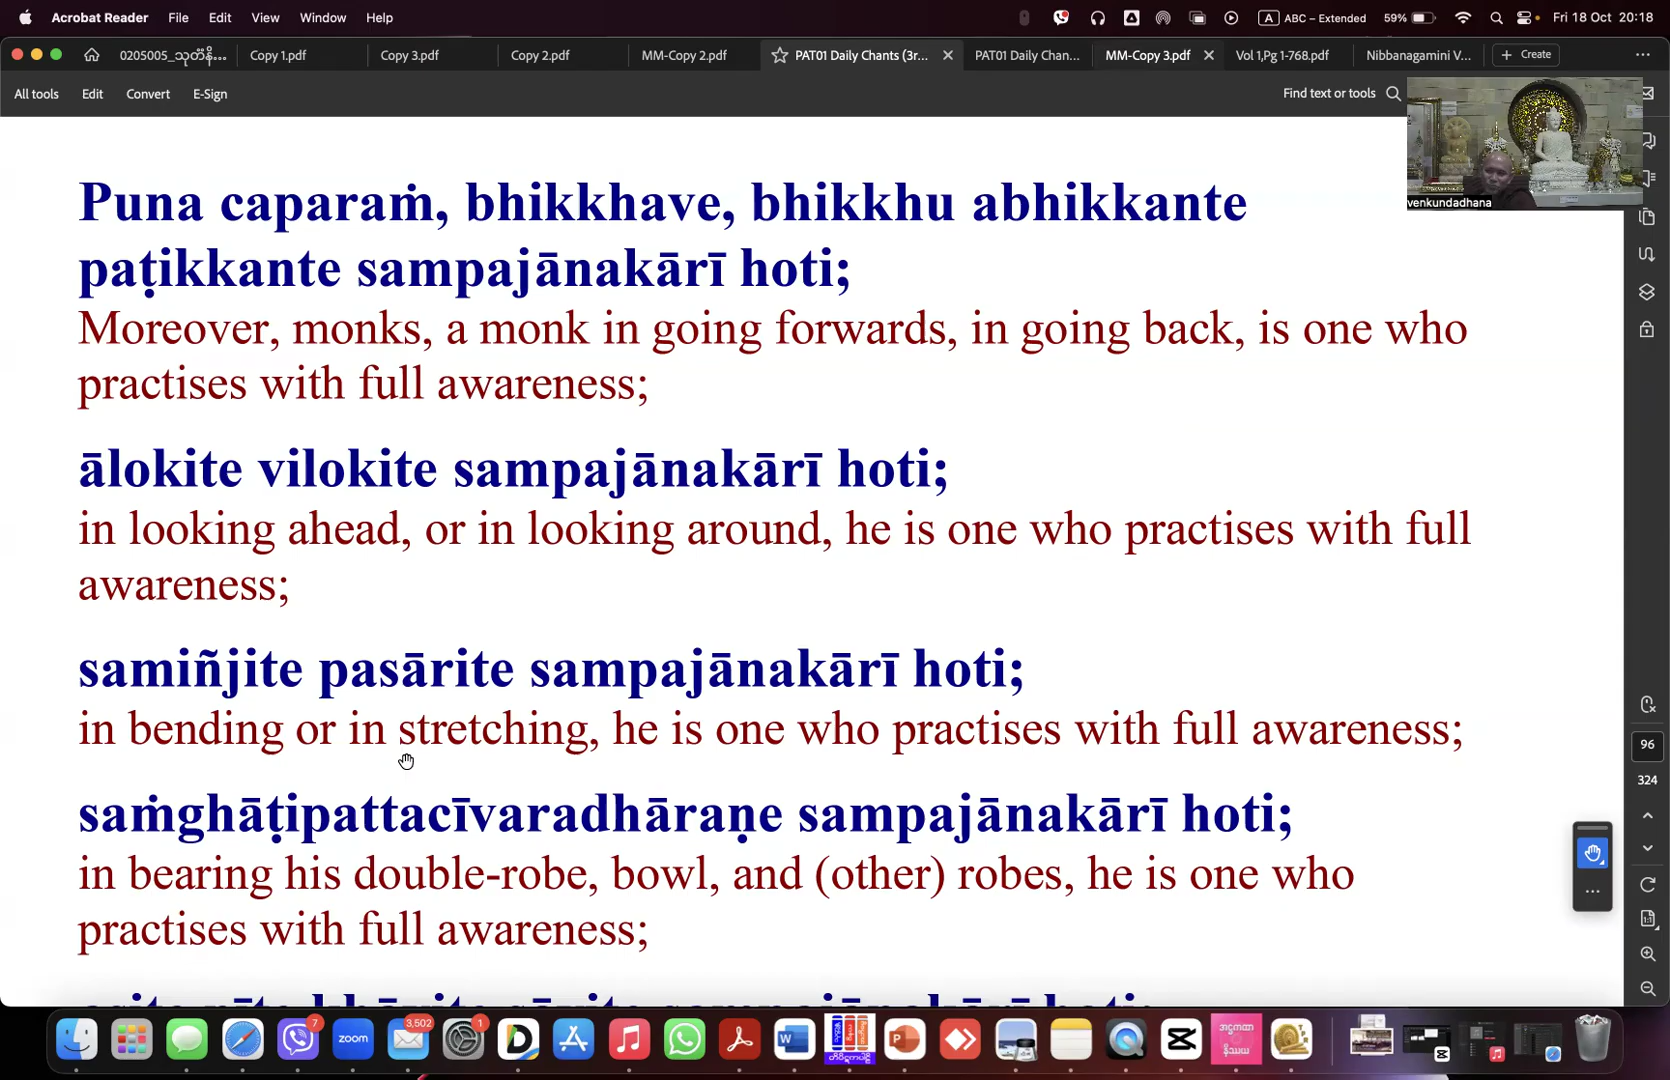 Acrobat Reader File Edit View Window Help
A ABC – Extended 59% Fri 18 Oct 20:18
Copy 1.pdf Copy 3.pdf Copy 2.pdf MM-Copy 2.pdf PAT01 Daily Chants (3r... PAT01 Daily Chan... MM-Copy 3.pdf Vol 1,Pg 1-768.pdf Nibbanagamini V... + Create
All tools Edit Convert E-Sign Find text or tools
venkundadhana
Puna caparaṁ, bhikkhave, bhikkhu abhikkante
paṭikkante sampajānakārī hoti;
Moreover, monks, a monk in going forwards, in going back, is one who
practises with full awareness;
ālokite vilokite sampajānakārī hoti;
in looking ahead, or in looking around, he is one who practises with full
awareness;
samiñjite pasārite sampajānakārī hoti;
in bending or in stretching, he is one who practises with full awareness;
saṁghāṭipattacīvaradhāraṇe sampajānakārī hoti;
in bearing his double-robe, bowl, and (other) robes, he is one who
practises with full awareness;
96
324
7 zoom 3,502 1